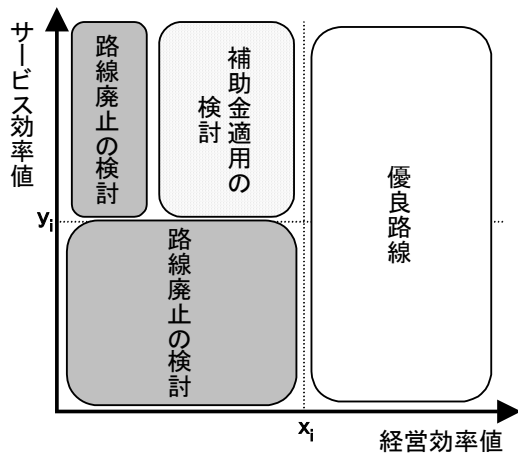 サービス効率値
路線廃止の検討
補助金適用の
検討
優良路線
yi
路線廃止の検討
xi
経営効率値